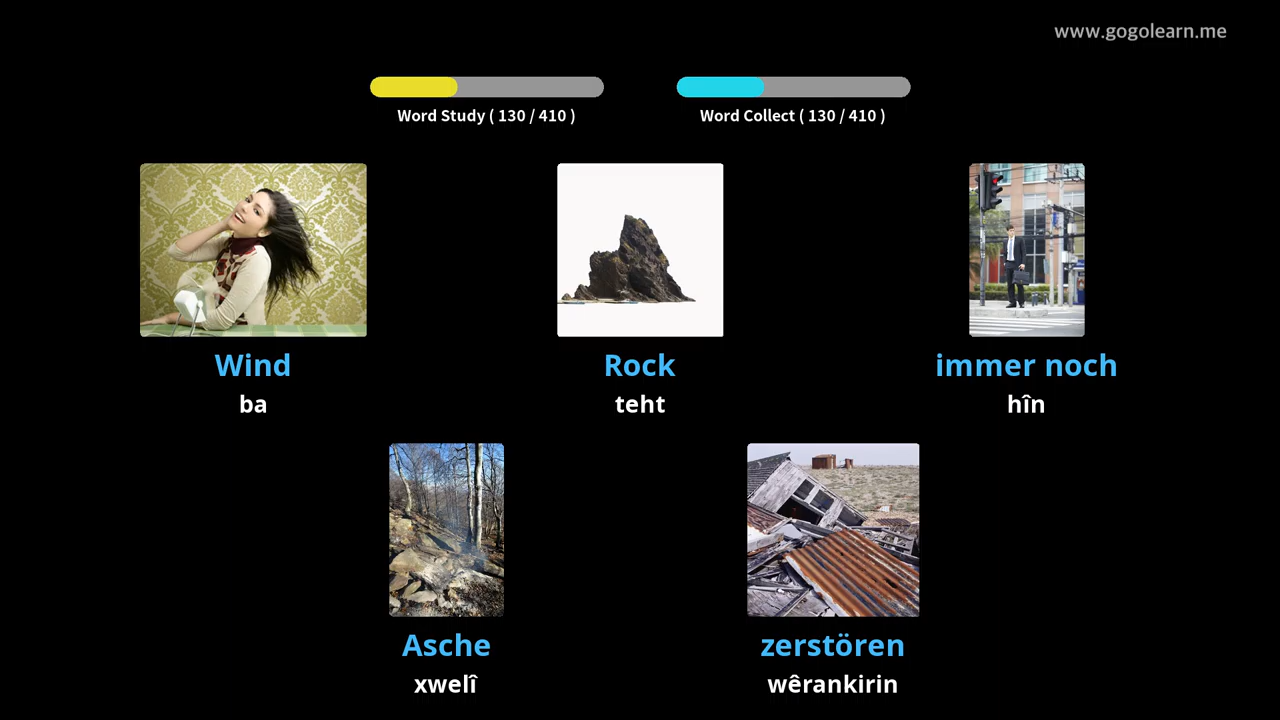 www.gogolearn.me
Word Study ( 130 / 410 )
Word Collect ( 130 / 410 )
Wind
ba
Rock
teht
immer noch
hîn
Asche
xwelî
zerstören
wêrankirin